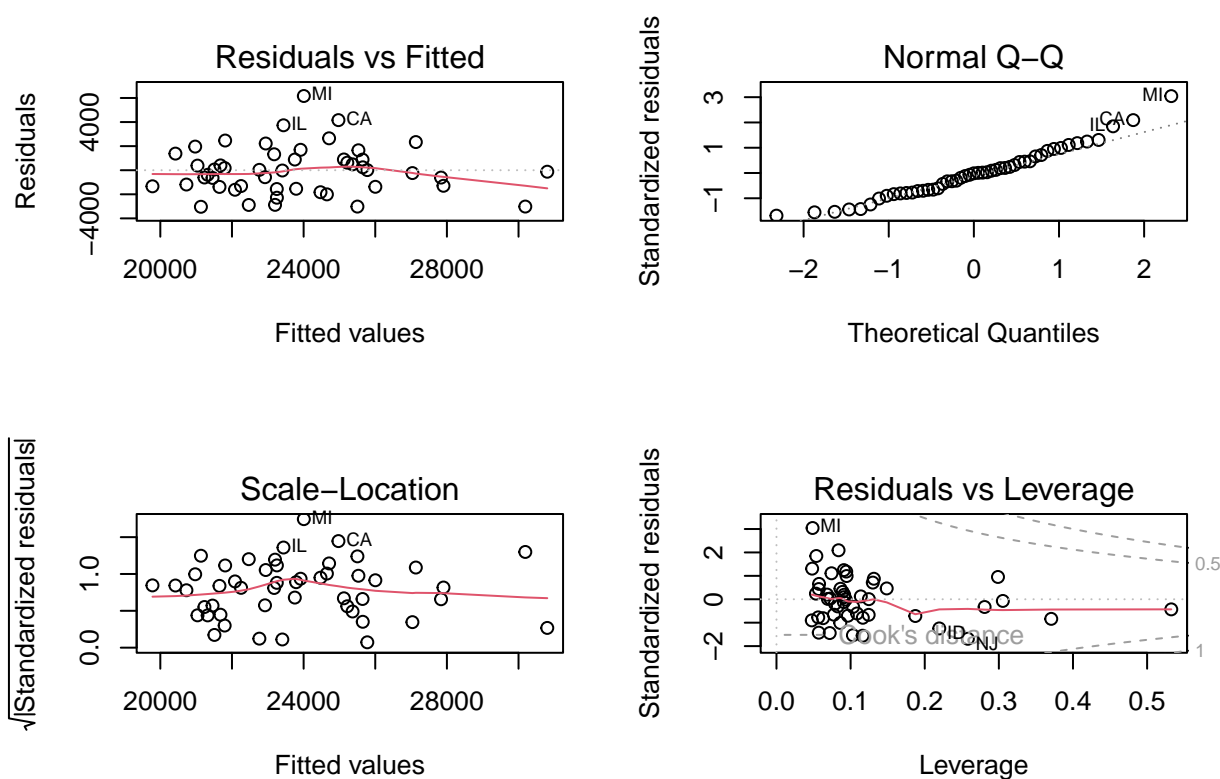 Residuals vs Fitted
Residuals
−4000
4000
MI
IL
CA
20000
24000
28000
Fitted values
Normal Q−Q
Standardized residuals
−1
1
3
MI
CA
IL
−2
−1
0
1
2
Theoretical Quantiles
Scale−Location
√|Standardized residuals|
0.0
1.0
MI
IL
CA
20000
24000
28000
Fitted values
Residuals vs Leverage
Standardized residuals
−2
0
2
MI
ID
NJ
Cook's distance
0.5
1
0.0
0.1
0.2
0.3
0.4
0.5
Leverage